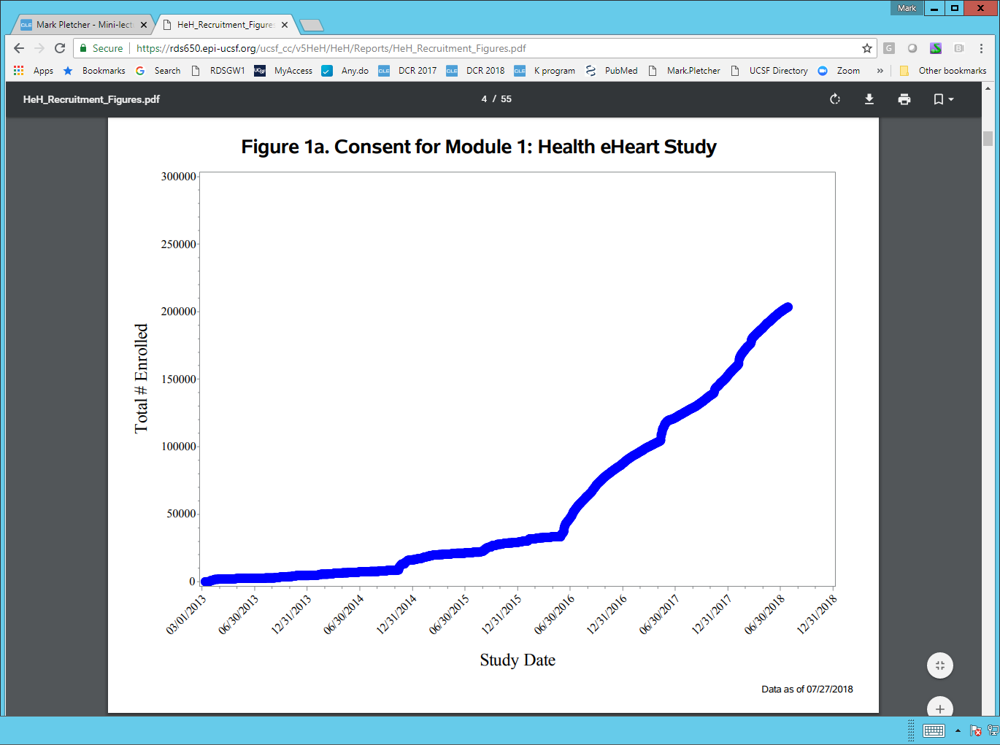 Mark
Mark Pletcher - Mini-lect
HeH_Recruitment_Figure
Secure
https://rds650.epi-ucsf.org/ucsf_cc/v5HeH/HeH/Reports/HeH_Recruitment_Figures.pdf
Apps Bookmarks Search RDSGW1 MyAccess Any.do DCR 2017 DCR 2018 K program PubMed Mark.Pletcher UCSF Directory Zoom » Other bookmarks
HeH_Recruitment_Figures.pdf
4 / 55
Figure 1a. Consent for Module 1: Health eHeart Study
300000
250000
200000
150000
100000
50000
0
Total # Enrolled
03/01/2013
06/30/2013
12/31/2013
06/30/2014
12/31/2014
06/30/2015
12/31/2015
06/30/2016
12/31/2016
06/30/2017
12/31/2017
06/30/2018
12/31/2018
Study Date
Data as of 07/27/2018